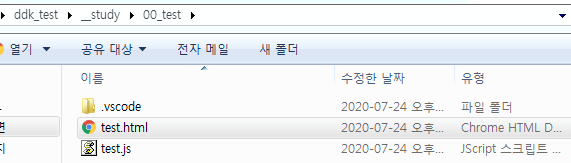 ddk_test ▸ __study ▸ 00_test
열기 공유 대상 전자 메일 새 폴더
이름 수정한 날짜 유형
.vscode 2020-07-24 오후... 파일 폴더
면 test.html 2020-07-24 오후... Chrome HTML D...
test.js 2020-07-24 오후... JScript 스크립트 ...